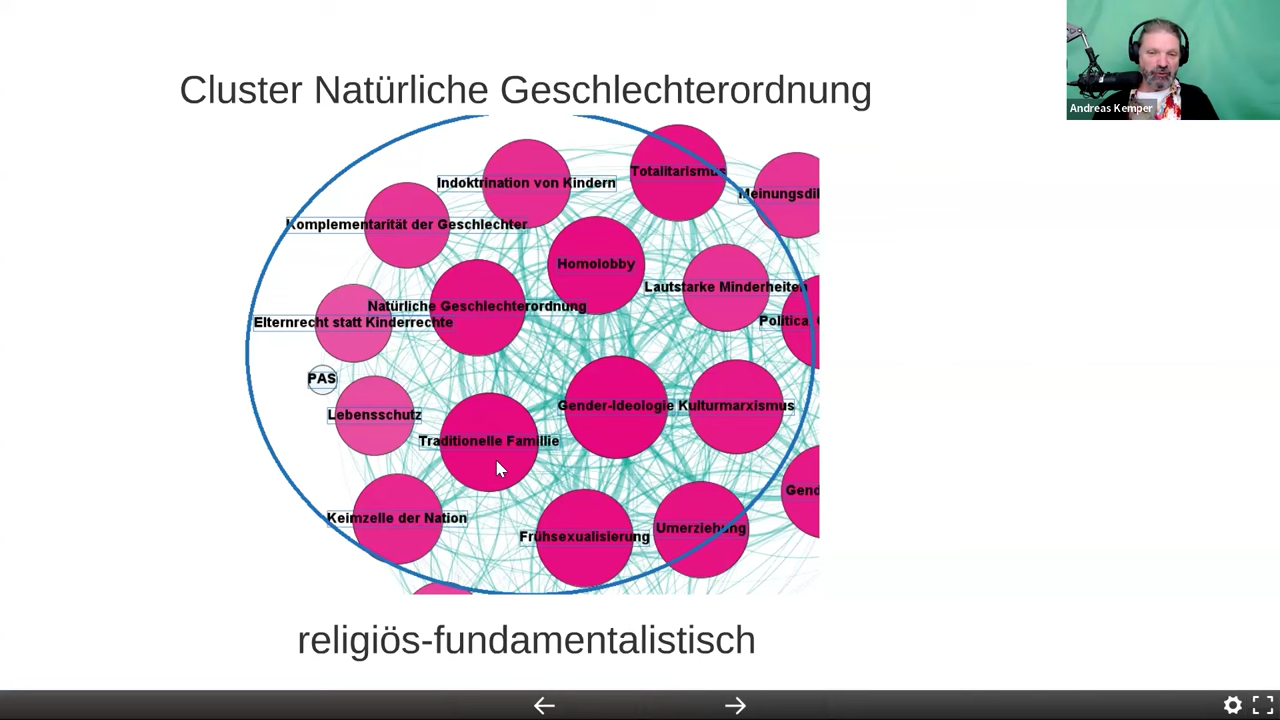 Cluster Natürliche Geschlechterordnung
Andreas Kemper
Totalitarismus
Indoktrination von Kindern
Komplementarität der Geschlechter
Homolobby
Lautstarke Minderheiten
Natürliche Geschlechterordnung
Elternrecht statt Kinderrechte
PAS
Lebensschutz
Gender-Ideologie
Kulturmarxismus
Traditionelle Famillie
Keimzelle der Nation
Frühsexualisierung
Umerziehung
religiös-fundamentalistisch